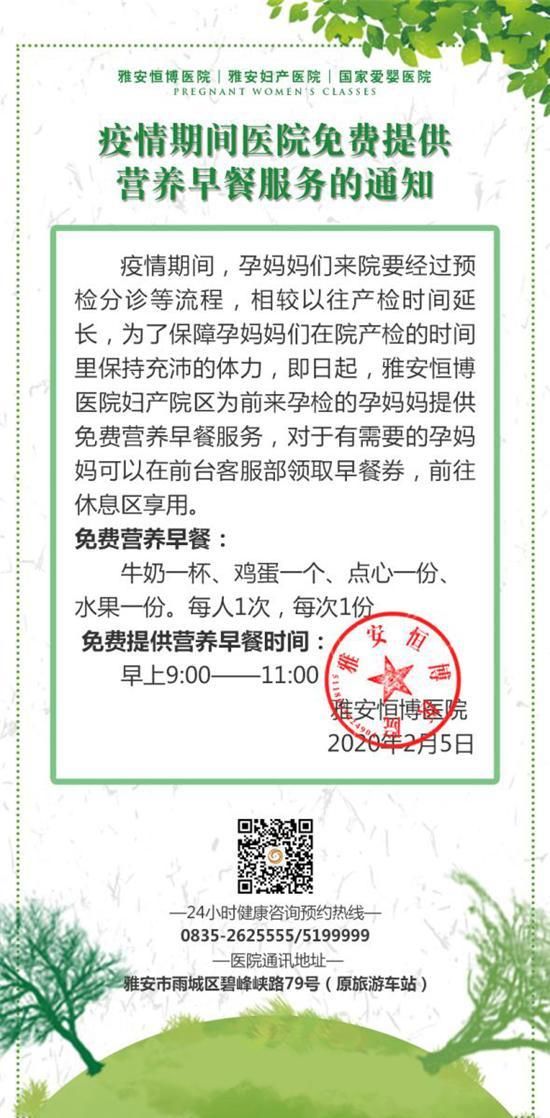 雅安恒博医院｜雅安妇产医院｜国家爱婴医院
PREGNANT WOMEN'S CLASSES
疫情期间医院免费提供
营养早餐服务的通知
疫情期间，孕妈妈们来院要经过预
检分诊等流程，相较以往产检时间延
长，为了保障孕妈妈们在院产检的时间
里保持充沛的体力，即日起，雅安恒博
医院妇产院区为前来孕检的孕妈妈提供
免费营养早餐服务，对于有需要的孕妈
妈可以在前台客服部领取早餐券，前往
休息区享用。
免费营养早餐：
牛奶一杯、鸡蛋一个、点心一份、
水果一份。每人1次，每次1份
免费提供营养早餐时间：
早上9:00——11:00
雅安恒博医院
雅安恒博医院
2020年2月5日
—24小时健康咨询预约热线—
0835-2625555/5199999
—医院通讯地址—
雅安市雨城区碧峰峡路79号（原旅游车站）